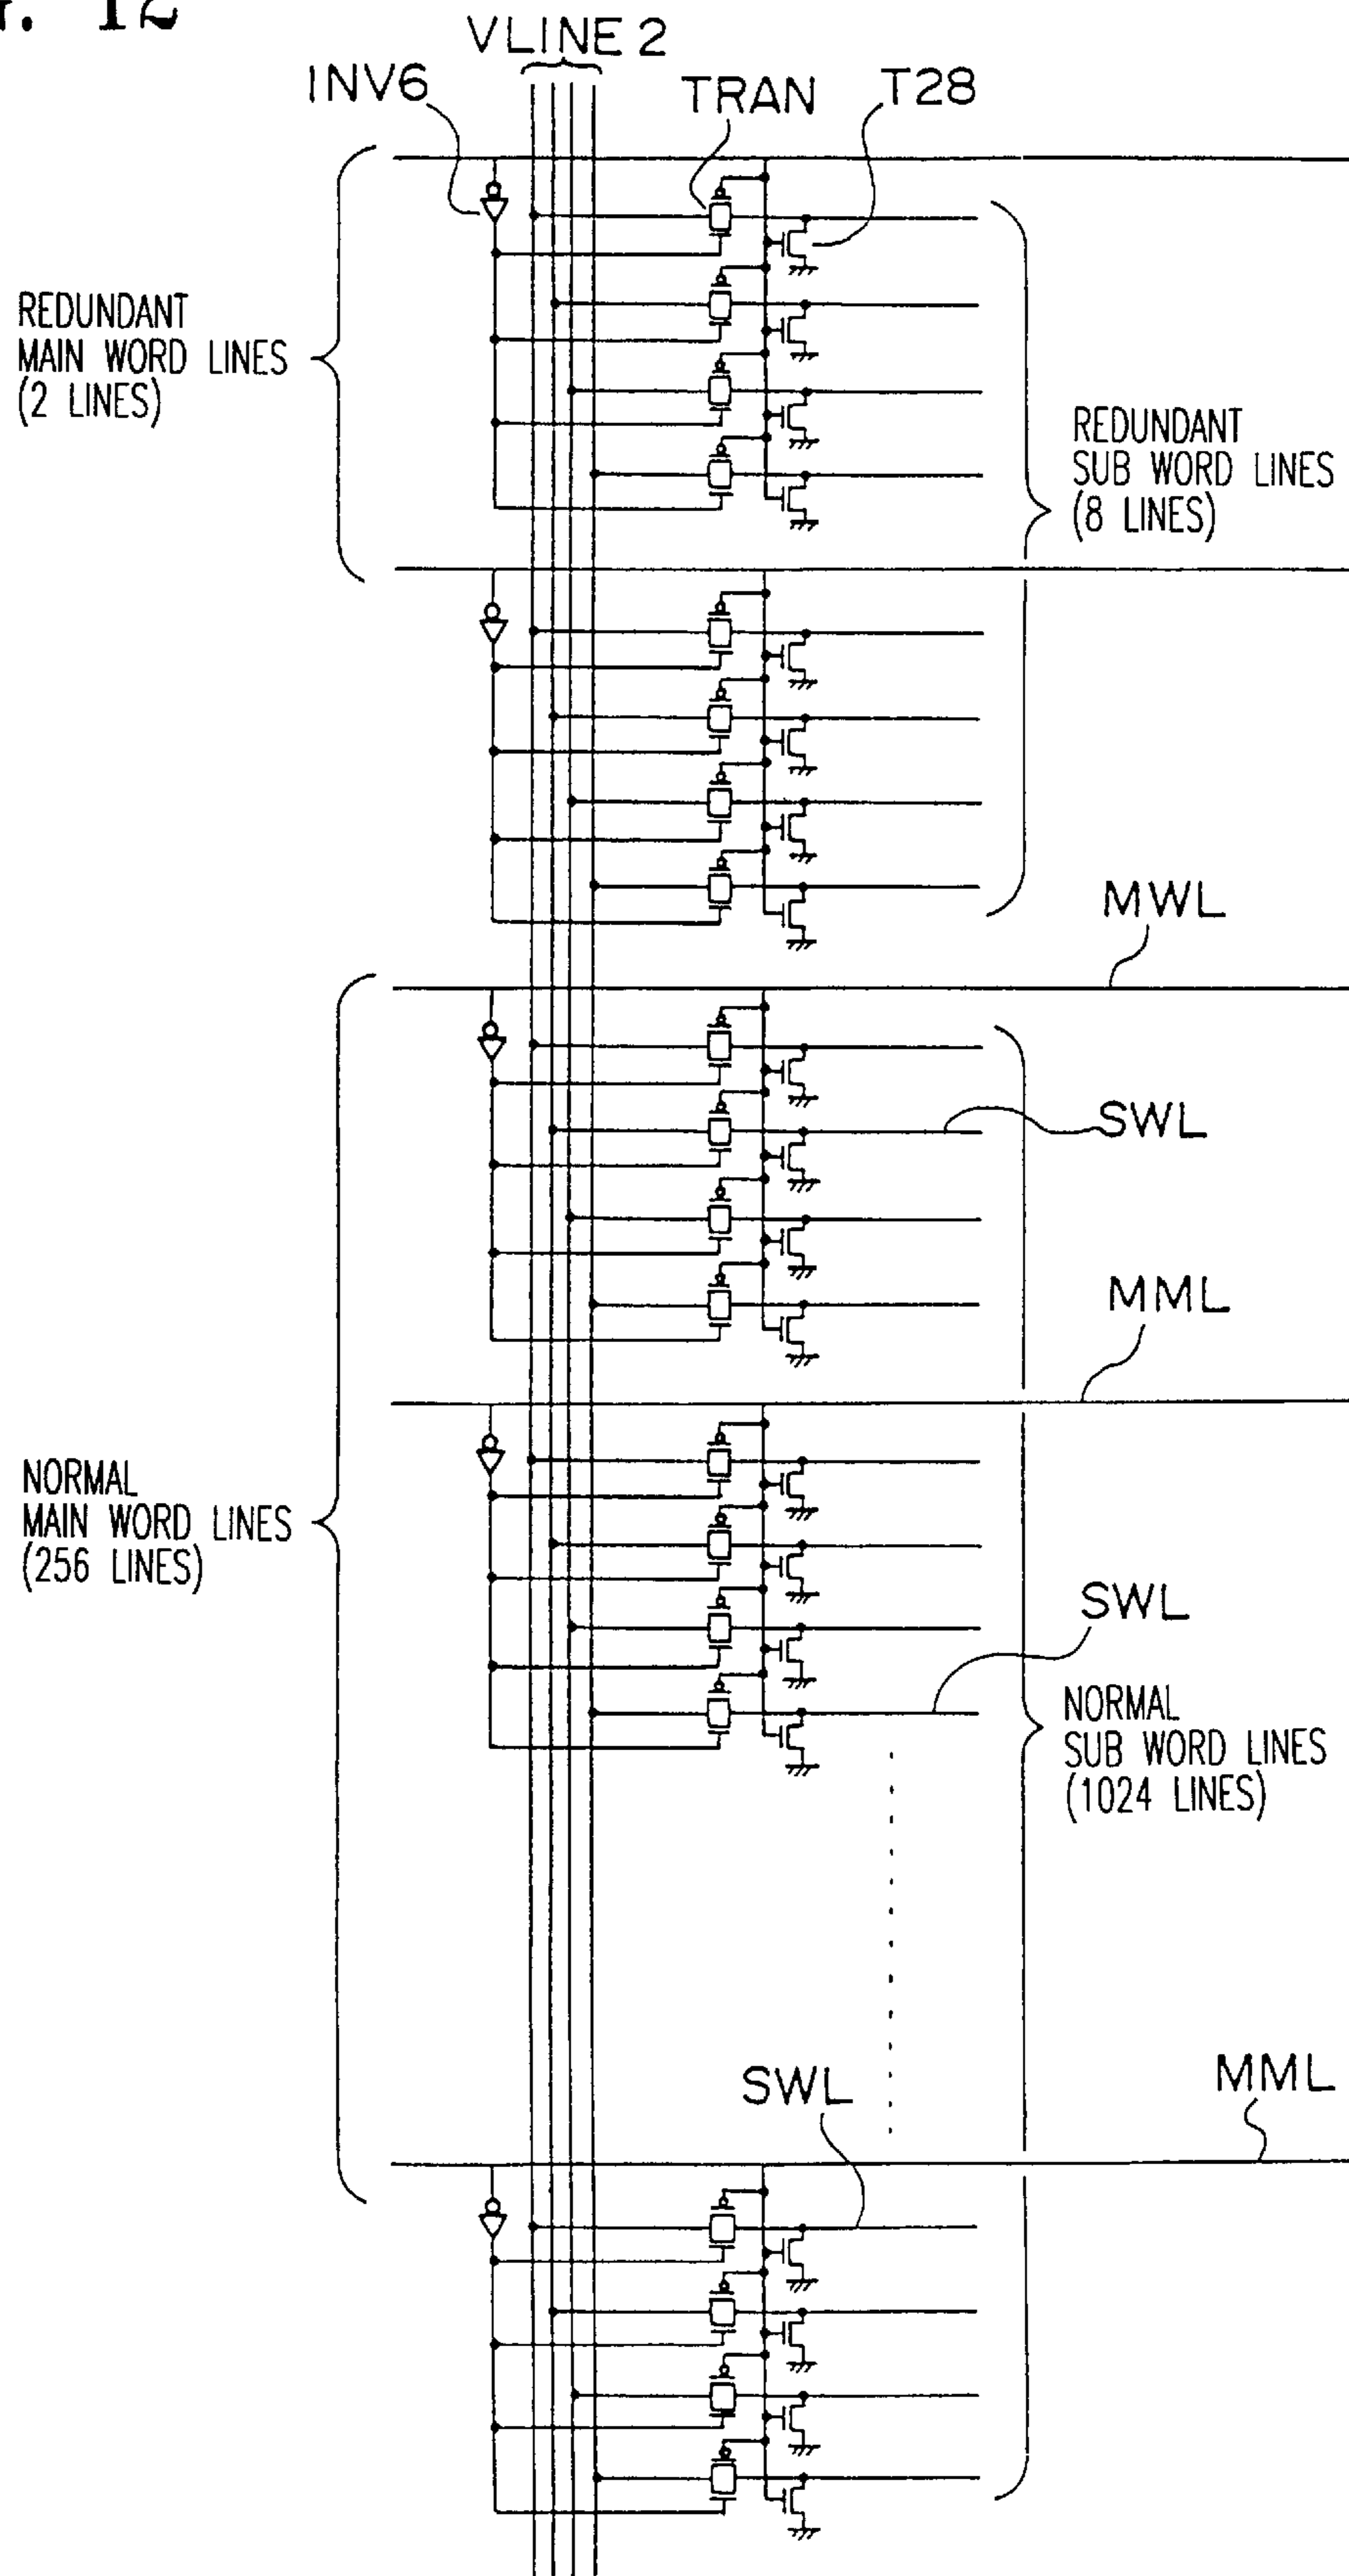 12
VLINE 2
INV6
TRAN
T28
REDUNDANT
MAIN WORD LINES
(2 LINES)
REDUNDANT
SUB WORD LINES
(8 LINES)
MWL
SWL
MML
NORMAL
MAIN WORD LINES
(256 LINES)
SWL
NORMAL
SUB WORD LINES
(1024 LINES)
SWL
MML